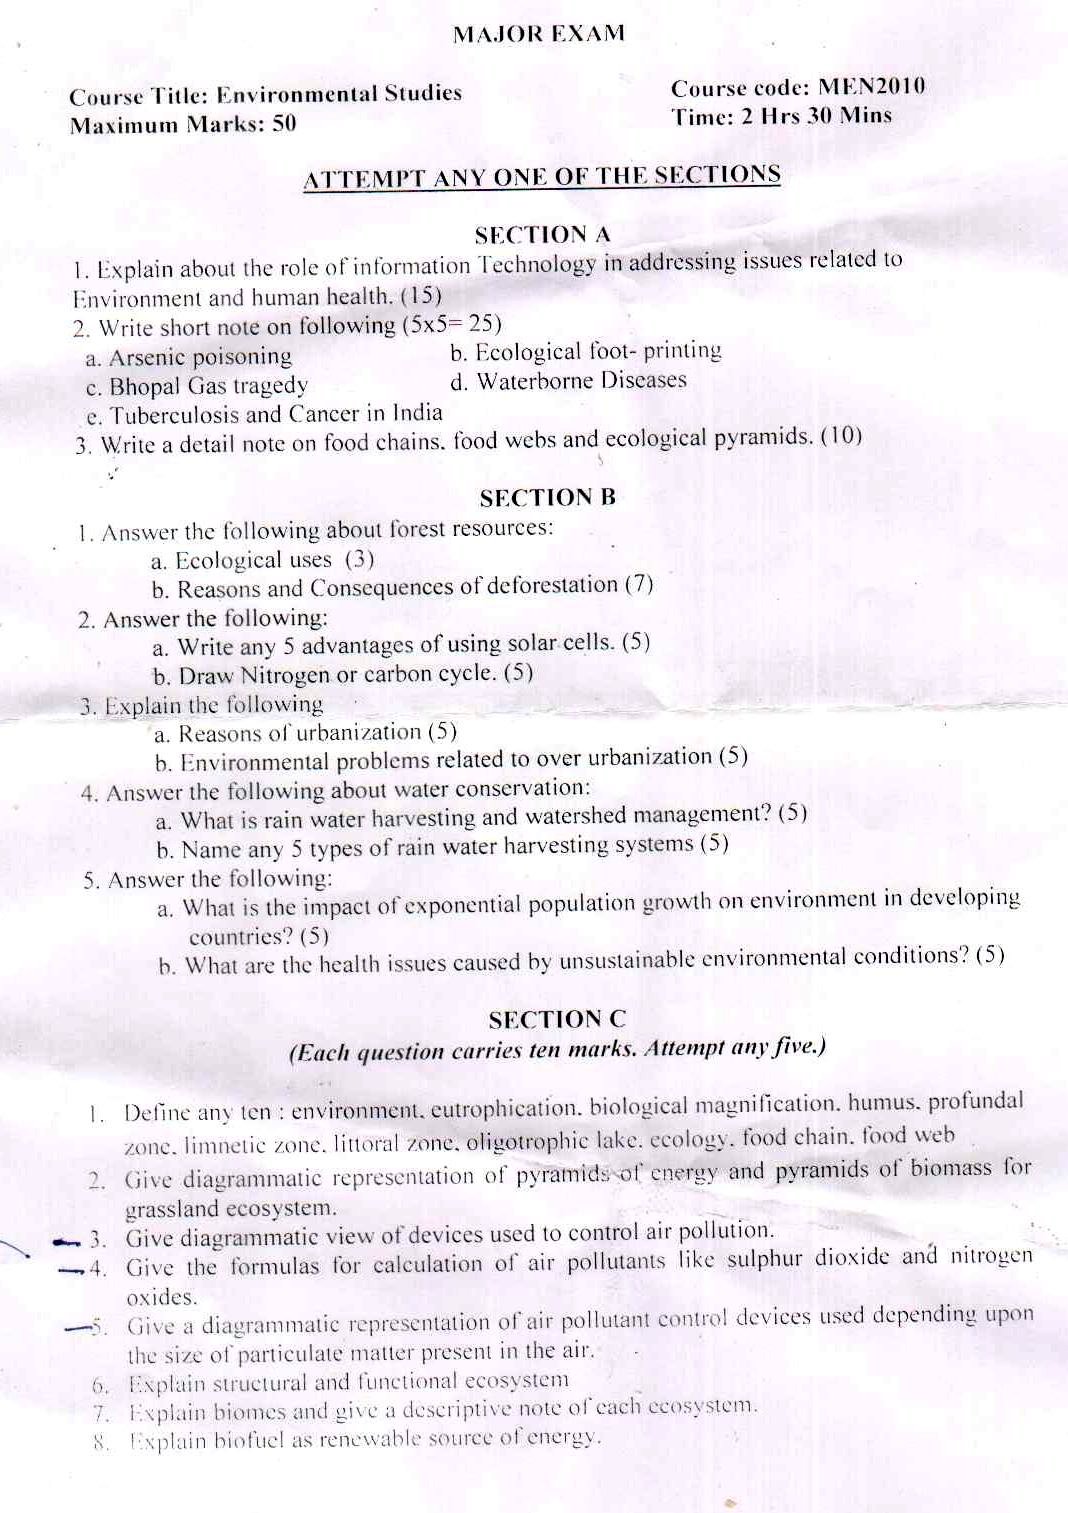 MAJOR EXAM
Course Title: Environmental Studies
Course code: MEN2010
Maximum Marks: 50
Time: 2 Hrs 30 Mins
ATTEMPT ANY ONE OF THE SECTIONS
SECTION A
1. Explain about the role of information Technology in addressing issues related to
Environment and human health. (15)
2. Write short note on following (5x5= 25)
a. Arsenic poisoning
b. Ecological foot- printing
c. Bhopal Gas tragedy
d. Waterborne Diseases
e. Tuberculosis and Cancer in India
3. Write a detail note on food chains, food webs and ecological pyramids. (10)
SECTION B
1. Answer the following about forest resources:
a. Ecological uses (3)
b. Reasons and Consequences of deforestation (7)
2. Answer the following:
a. Write any 5 advantages of using solar cells. (5)
b. Draw Nitrogen or carbon cycle. (5)
3. Explain the following
a. Reasons of urbanization (5)
b. Environmental problems related to over urbanization (5)
4. Answer the following about water conservation:
a. What is rain water harvesting and watershed management? (5)
b. Name any 5 types of rain water harvesting systems (5)
5. Answer the following:
a. What is the impact of exponential population growth on environment in developing
countries? (5)
b. What are the health issues caused by unsustainable environmental conditions? (5)
SECTION C
(Each question carries ten marks. Attempt any five.)
1. Define any ten : environment, eutrophication, biological magnification, humus, profundal
zone, limnetic zone, littoral zone, oligotrophic lake, ecology, food chain, food web
2. Give diagrammatic representation of pyramids of energy and pyramids of biomass for
grassland ecosystem.
3. Give diagrammatic view of devices used to control air pollution.
4. Give the formulas for calculation of air pollutants like sulphur dioxide and nitrogen
oxides.
5. Give a diagrammatic representation of air pollutant control devices used depending upon
the size of particulate matter present in the air.
6. Explain structural and functional ecosystem
7. Explain biomes and give a descriptive note of each ecosystem.
8. Explain biofuel as renewable source of energy.